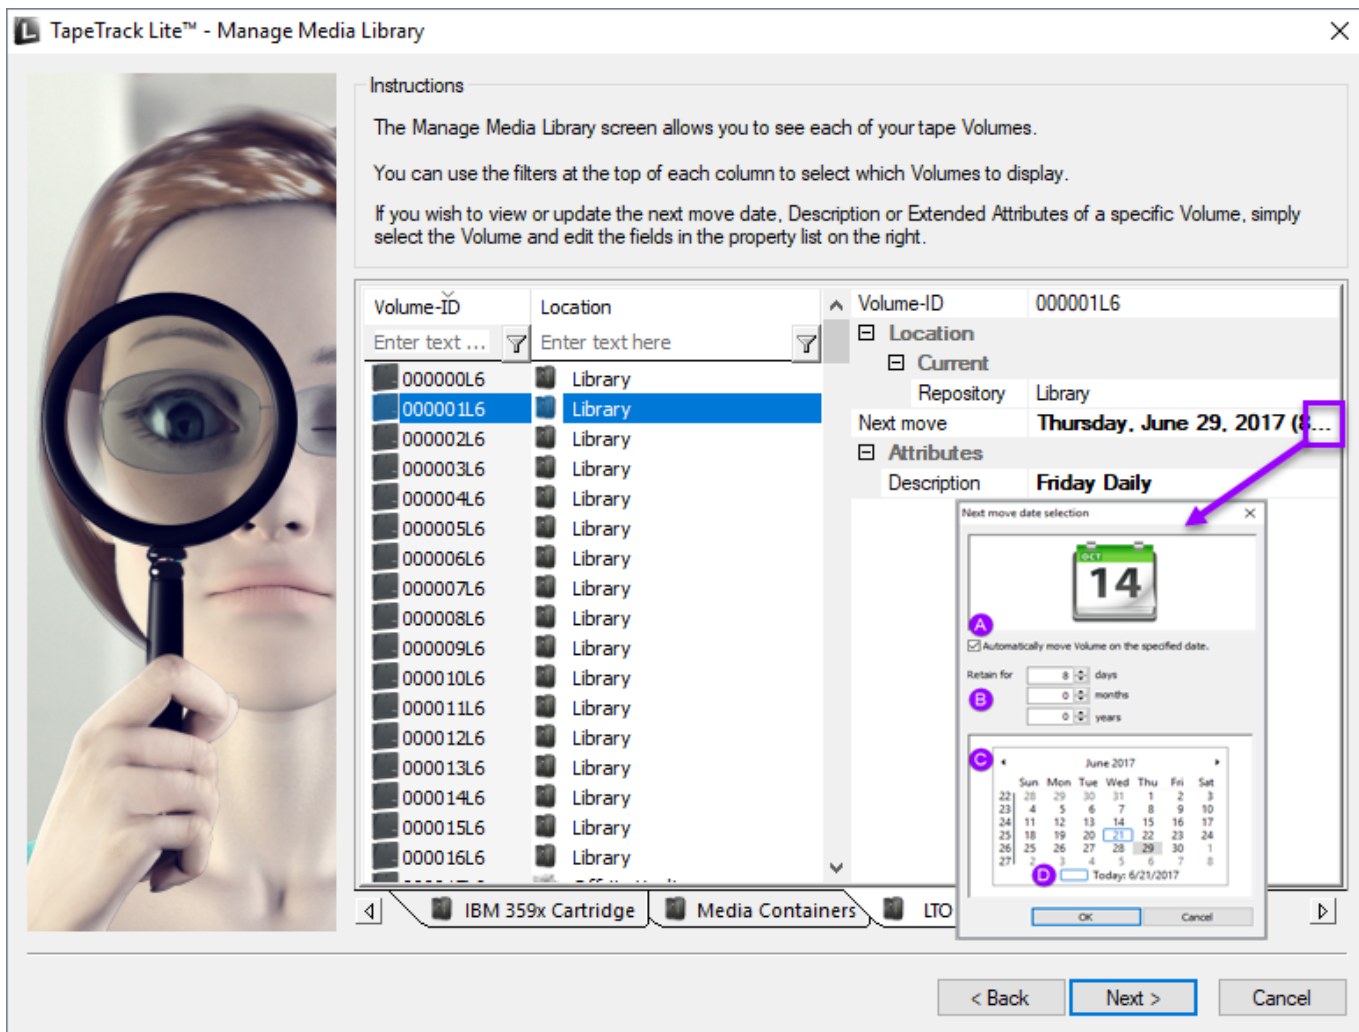 TapeTrack Lite™ - Manage Media Library
Instructions
The Manage Media Library screen allows you to see each of your tape Volumes.
You can use the filters at the top of each column to select which Volumes to display.
If you wish to view or update the next move date, Description or Extended Attributes of a specific Volume, simply
select the Volume and edit the fields in the property list on the right.
Volume-ID Location
Enter text ... Enter text here
000000L6 Library
000001L6 Library
000002L6 Library
000003L6 Library
000004L6 Library
000005L6 Library
000006L6 Library
000007L6 Library
000008L6 Library
000009L6 Library
000010L6 Library
000011L6 Library
000012L6 Library
000013L6 Library
000014L6 Library
000015L6 Library
000016L6 Library
Volume-ID 000001L6
Location
Current
Repository Library
Next move Thursday, June 29, 2017 (8...
Attributes
Description Friday Daily
Next move date selection
OCT
14
A
Automatically move Volume on the specified date.
Retain for 8 days
B 0 months
0 years
C June 2017
Sun Mon Tue Wed Thu Fri Sat
22 28 29 30 31 1 2 3
23 4 5 6 7 8 9 10
24 11 12 13 14 15 16 17
25 18 19 20 21 22 23 24
26 25 26 27 28 29 30 1
27 2 3 4 5 6 7 8
D Today: 6/21/2017
OK Cancel
IBM 359x Cartridge Media Containers LTO
< Back Next > Cancel